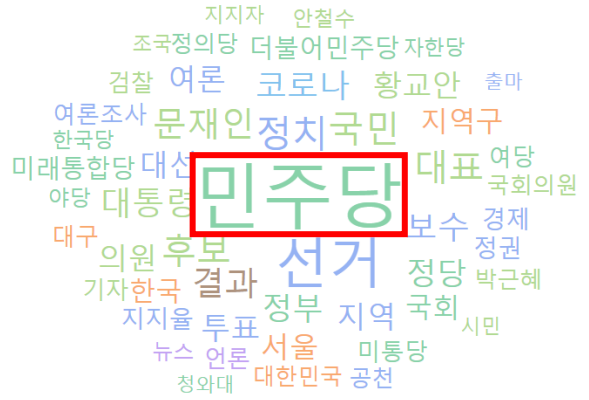 지지자 안철수
조국 정의당 더불어민주당 자한당
검찰 여론 코로나 황교안 출마
여론조사 문재인 정치 국민 지역구
한국당
미래통합당 대선 대표 여당
야당 대통령 민주당 국회의원
대구 의원 후보 선거 보수 경제
정권
기자 한국 결과 정당 박근혜
지지율 투표 정부 지역 국회 시민
뉴스 언론 서울 미통당
청와대 대한민국 공천